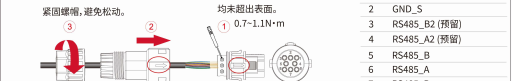 紧固螺帽，避免松动。
均未超出表面。
0.7~1.1N·m
3
2
1
2 GND_S
3 RS485_B2 (预留)
4 RS485_A2 (预留)
5 RS485_B
6 RS485_A